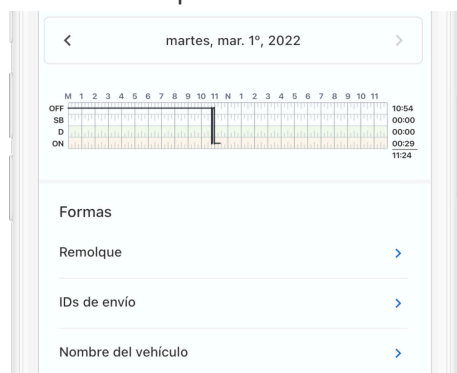 martes, mar. 1º, 2022
M 1 2 3 4 5 6 7 8 9 10 11 N 1 2 3 4 5 6 7 8 9 10 11
OFF 10:54
SB 00:00
D 00:00
ON 00:29
11:24
Formas
Remolque
IDs de envío
Nombre del vehículo